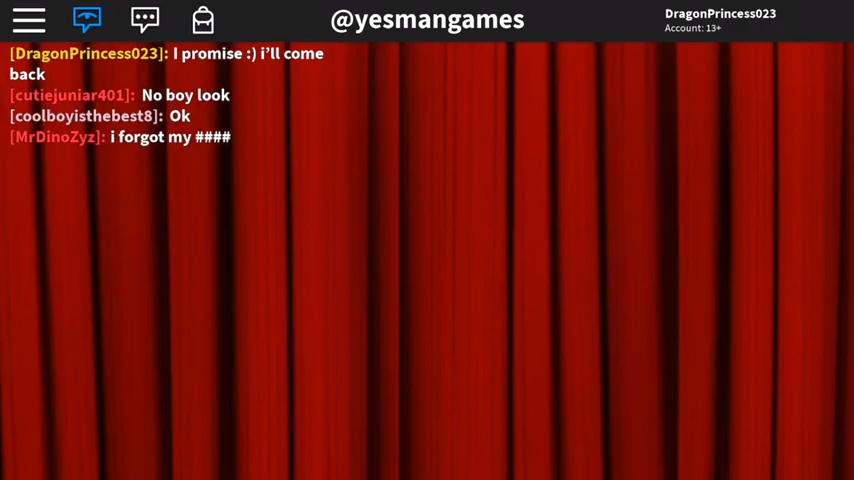 @yesmangames
DragonPrincess023
Account: 13+
[DragonPrincess023]: I promise :) i'll come
back
[cutiejuniar401]: No boy look
[coolboyisthebest8]: Ok
[MrDinoZyz]: i forgot my ####